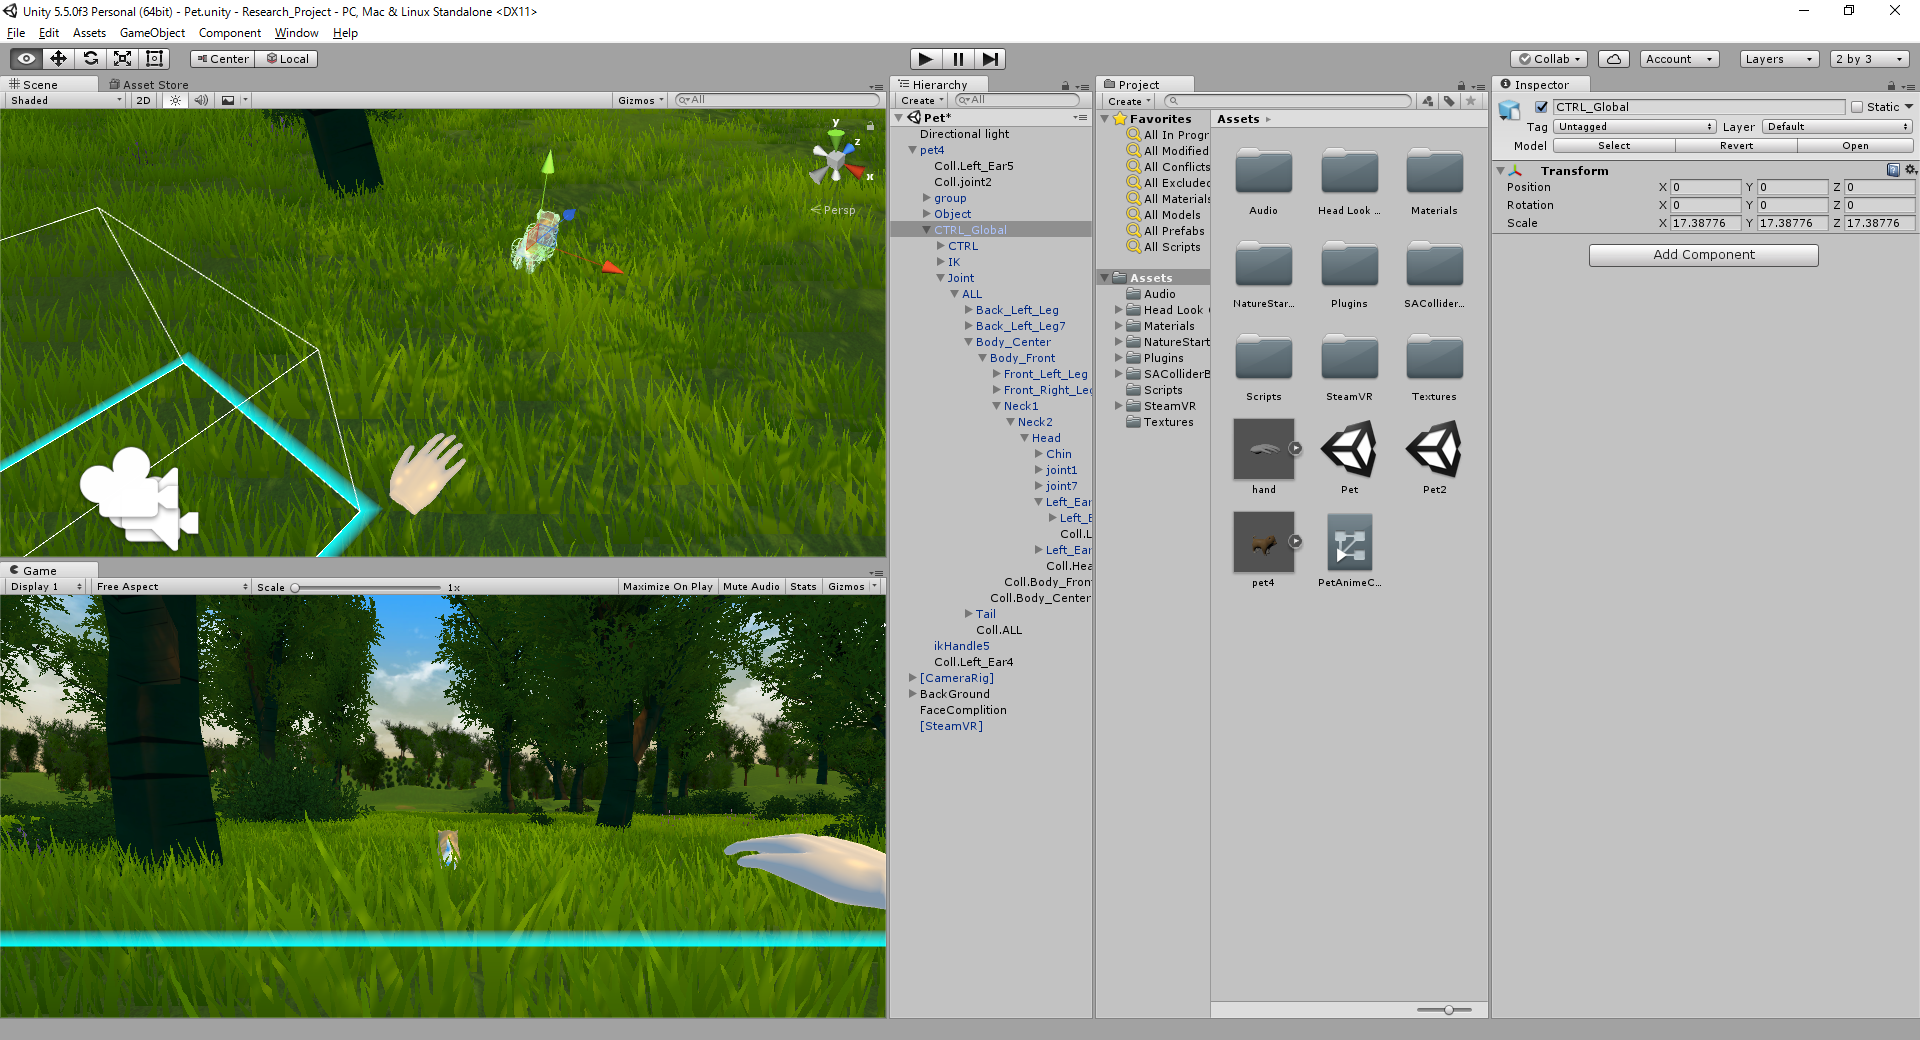 Unity 5.5.0f3 Personal (64bit) - Pet.unity - Research_Project - PC, Mac & Linux Standalone <DX11>
File Edit Assets GameObject Component Window Help
Center Local Collab Account Layers 2 by 3
Scene Asset Store
Shaded 2D Gizmos All
y
z
x
Persp
Game
Display 1 Free Aspect Scale 1x Maximize On Play Mute Audio Stats Gizmos
Hierarchy
Create All
Pet*
Directional light
pet4
Coll.Left_Ear5
Coll.joint2
group
Object
CTRL_Global
CTRL
IK
Joint
ALL
Back_Left_Leg
Back_Left_Leg7
Body_Center
Body_Front
Front_Left_Leg
Front_Right_Leg
Neck1
Neck2
Head
Chin
joint1
joint7
Left_Ear
Left_E
Coll.L
Left_Ear
Coll.Hea
Coll.Body_Fron
Coll.Body_Center
Tail
Coll.ALL
ikHandle5
Coll.Left_Ear4
[CameraRig]
BackGround
FaceComplition
[SteamVR]
Project
Create
Favorites
All In Progr
All Modified
All Conflicts
All Excluded
All Materials
All Models
All Prefabs
All Scripts
Assets
Audio
Head Look
Materials
NatureStart
Plugins
SAColliderB
Scripts
SteamVR
Textures
Assets
Audio Head Look ... Materials
NatureStar... Plugins SACollider...
Scripts SteamVR Textures
hand Pet Pet2
pet4 PetAnimeC...
Inspector
CTRL_Global Static
Tag Untagged Layer Default
Model Select Revert Open
Transform
Position X 0 Y 0 Z 0
Rotation X 0 Y 0 Z 0
Scale X 17.38776 Y 17.38776 Z 17.38776
Add Component